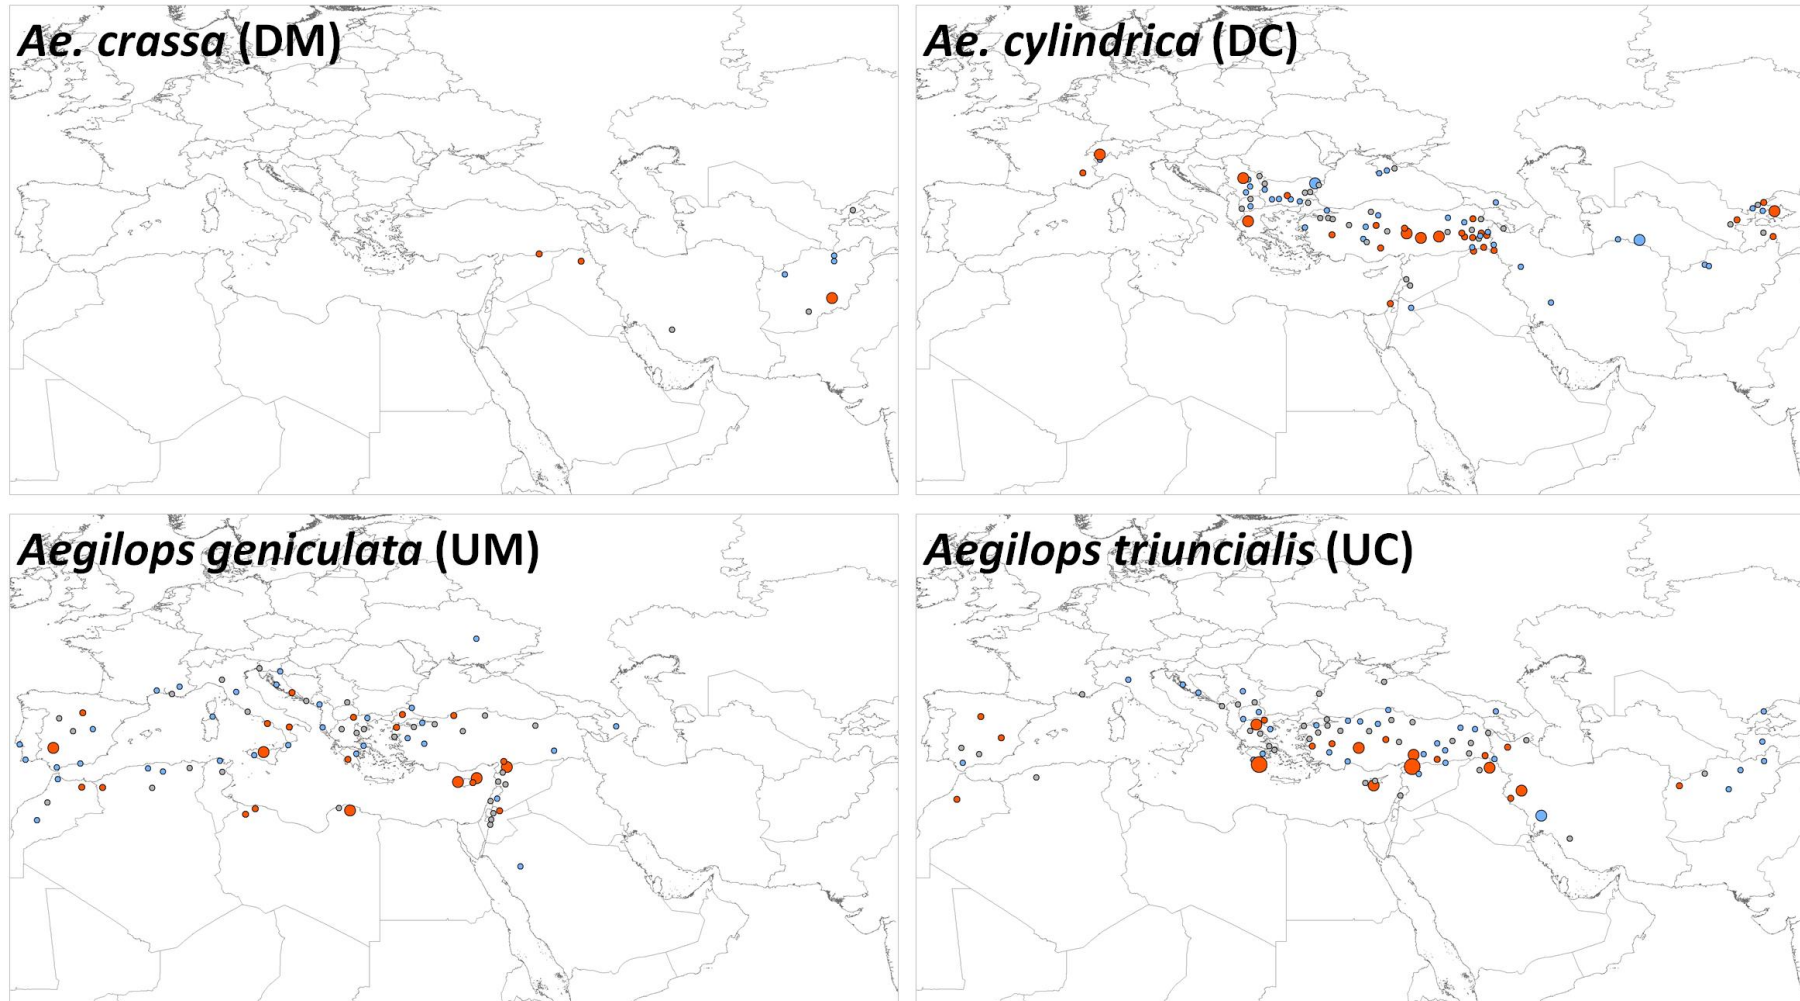 Ae. crassa (DM)
Ae. cylindrica (DC)
Aegilops geniculata (UM)
Aegilops triuncialis (UC)